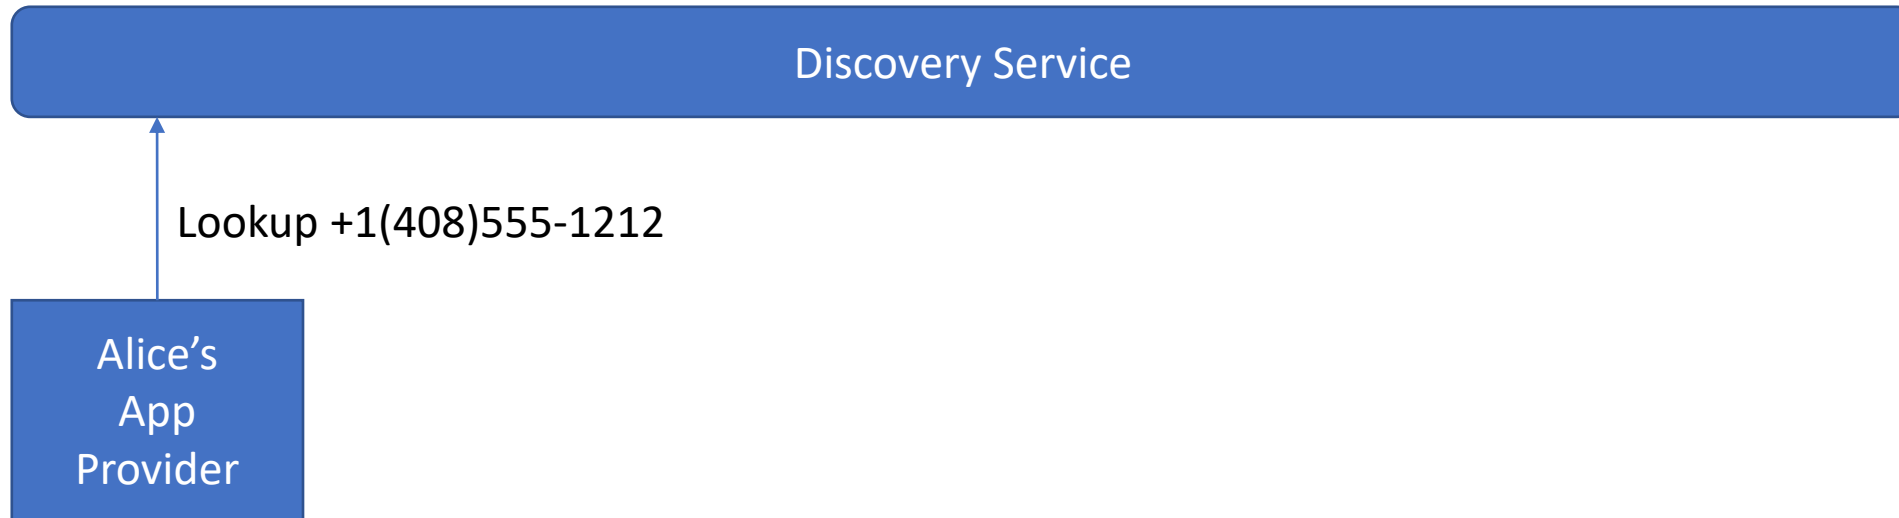 Discovery Service
Lookup +1(408)555-1212
Alice’s
App
Provider